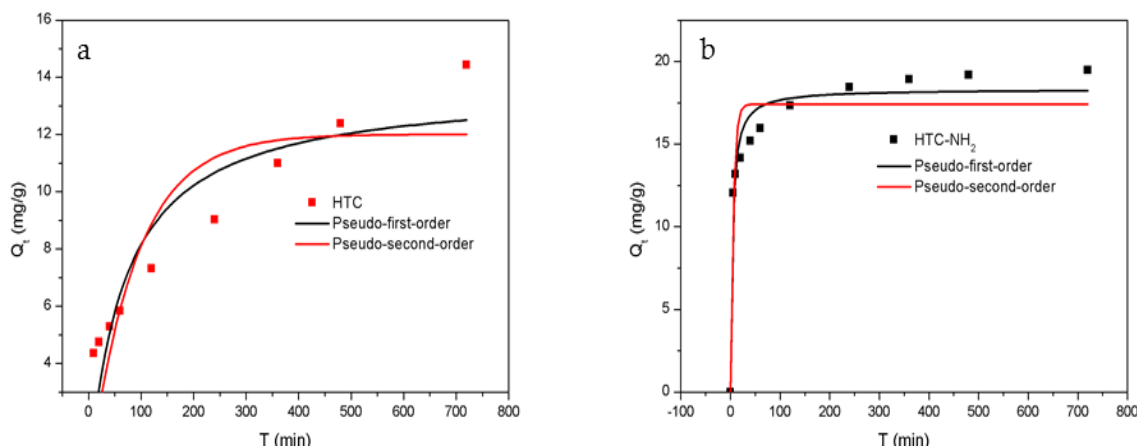 a
16
14
12
10
8
6
4
Qt (mg/g)
HTC
Pseudo-first-order
Pseudo-second-order
0 100 200 300 400 500 600 700 800
T (min)
b
20
15
10
5
0
Qt (mg/g)
HTC-NH2
Pseudo-first-order
Pseudo-second-order
-100 0 100 200 300 400 500 600 700 800
T (min)